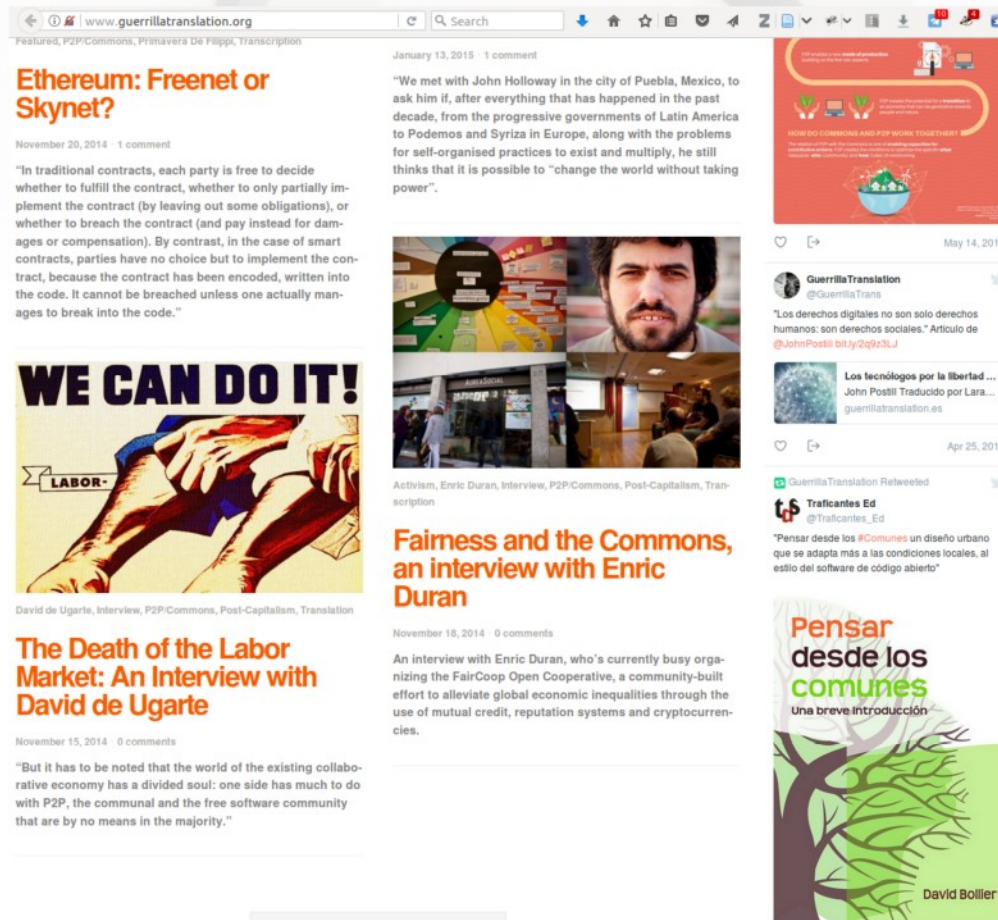 www.guerrillatranslation.org
Search
10
4
Featured, P2P/Commons, Primavera De Filippi, Transcription
Ethereum: Freenet or
Skynet?
November 20, 2014 · 1 comment
“In traditional contracts, each party is free to decide
whether to fulfill the contract, whether to only partially im-
plement the contract (by leaving out some obligations), or
whether to breach the contract (and pay instead for dam-
ages or compensation). By contrast, in the case of smart
contracts, parties have no choice but to implement the con-
tract, because the contract has been encoded, written into
the code. It cannot be breached unless one actually man-
ages to break into the code.”
WE CAN DO IT!
LABOR-
David de Ugarte, Interview, P2P/Commons, Post-Capitalism, Translation
The Death of the Labor
Market: An Interview with
David de Ugarte
November 15, 2014 · 0 comments
“But it has to be noted that the world of the existing collabo-
rative economy has a divided soul: one side has much to do
with P2P, the communal and the free software community
that are by no means in the majority.”
January 13, 2015 · 1 comment
“We met with John Holloway in the city of Puebla, Mexico, to
ask him if, after everything that has happened in the past
decade, from the progressive governments of Latin America
to Podemos and Syriza in Europe, along with the problems
for self-organised practices to exist and multiply, he still
thinks that it is possible to “change the world without taking
power”.
Activism, Enric Duran, Interview, P2P/Commons, Post-Capitalism, Tran-
scription
Fairness and the Commons,
an interview with Enric
Duran
November 18, 2014 · 0 comments
An interview with Enric Duran, who’s currently busy orga-
nizing the FairCoop Open Cooperative, a community-built
effort to alleviate global economic inequalities through the
use of mutual credit, reputation systems and cryptocurren-
cies.
HOW DO COMMONS AND P2P WORK TOGETHER?
May 14, 201
GuerrillaTranslation
@GuerrillaTrans
"Los derechos digitales no son solo derechos
humanos: son derechos sociales." Artículo de
@JohnPostill bit.ly/2q9z3LJ
Los tecnólogos por la libertad ...
John Postill Traducido por Lara…
guerrillatranslation.es
Apr 25, 201
GuerrillaTranslation Retweeted
tdS
Traficantes Ed
@Traficantes_Ed
"Pensar desde los #Comunes un diseño urbano
que se adapta más a las condiciones locales, al
estilo del software de código abierto"
Pensar
desde los
comunes
Una breve introducción
David Bollier